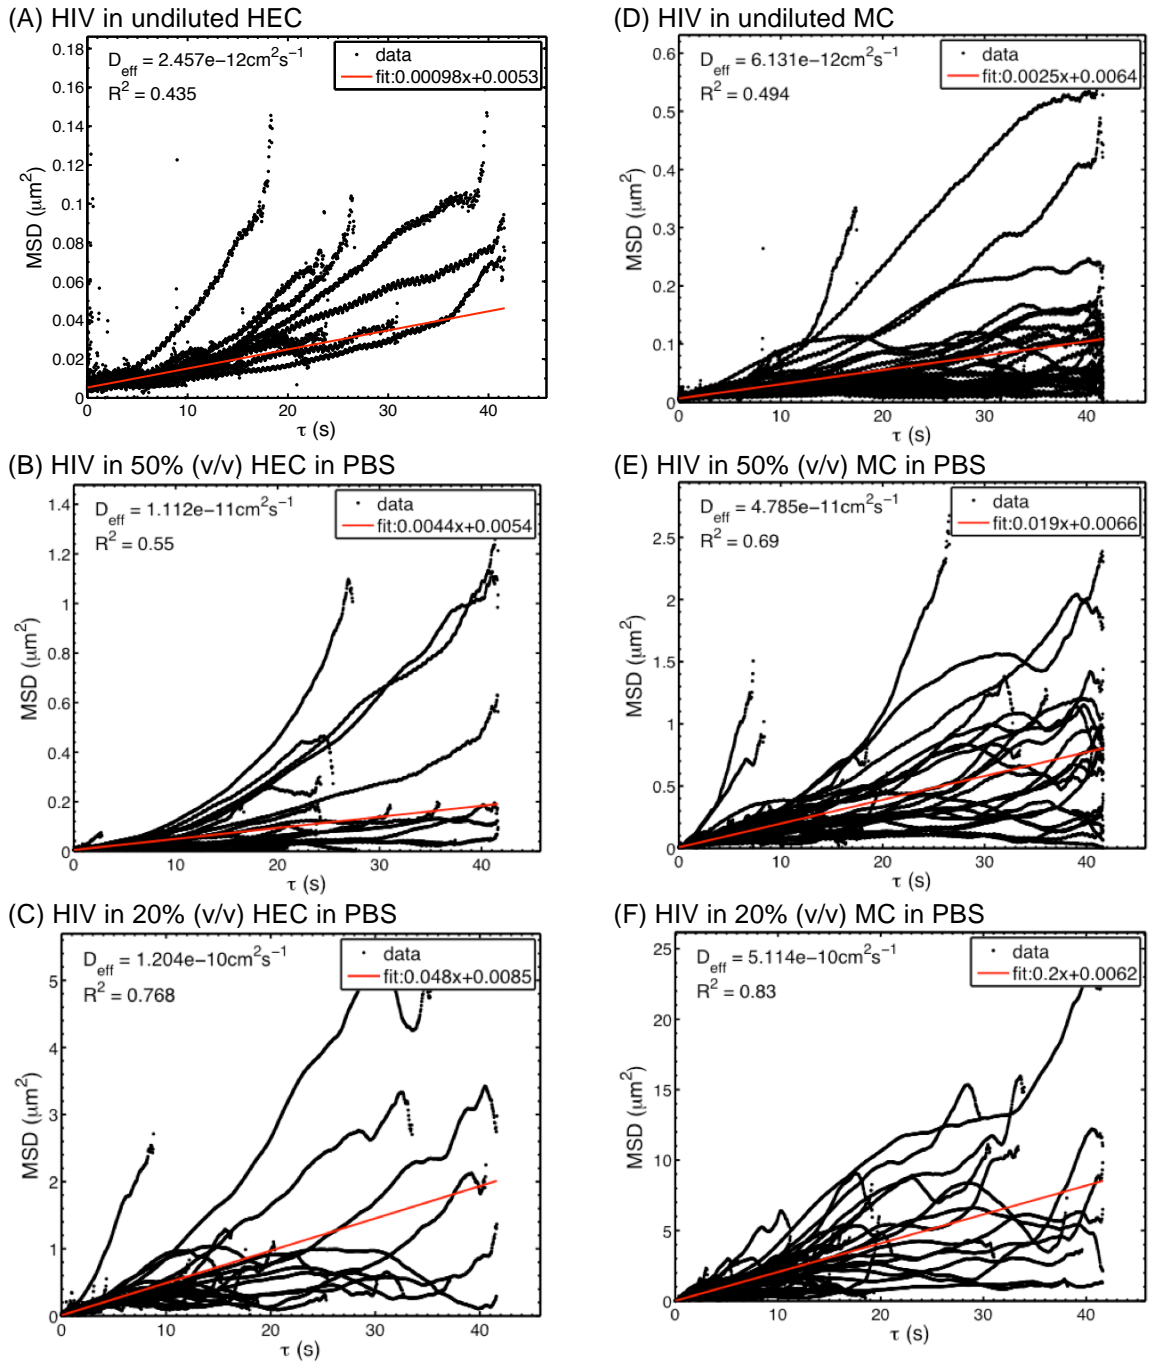 (A) HIV in undiluted HEC
D_eff = 2.457e−12cm²s⁻¹
R² = 0.435
data
fit:0.00098x+0.0053
0.18
0.16
0.14
0.12
0.1
0.08
0.06
0.04
0.02
0
MSD (μm²)
0 10 20 30 40
τ (s)
(D) HIV in undiluted MC
D_eff = 6.131e−12cm²s⁻¹
R² = 0.494
data
fit:0.0025x+0.0064
0.6
0.5
0.4
0.3
0.2
0.1
0
MSD (μm²)
0 10 20 30 40
τ (s)
(B) HIV in 50% (v/v) HEC in PBS
D_eff = 1.112e−11cm²s⁻¹
R² = 0.55
data
fit:0.0044x+0.0054
1.4
1.2
1
0.8
0.6
0.4
0.2
0
MSD (μm²)
0 10 20 30 40
τ (s)
(E) HIV in 50% (v/v) MC in PBS
D_eff = 4.785e−11cm²s⁻¹
R² = 0.69
data
fit:0.019x+0.0066
2.5
2
1.5
1
0.5
0
MSD (μm²)
0 10 20 30 40
τ (s)
(C) HIV in 20% (v/v) HEC in PBS
D_eff = 1.204e−10cm²s⁻¹
R² = 0.768
data
fit:0.048x+0.0085
5
4
3
2
1
0
MSD (μm²)
0 10 20 30 40
τ (s)
(F) HIV in 20% (v/v) MC in PBS
D_eff = 5.114e−10cm²s⁻¹
R² = 0.83
data
fit:0.2x+0.0062
25
20
15
10
5
0
MSD (μm²)
0 10 20 30 40
τ (s)